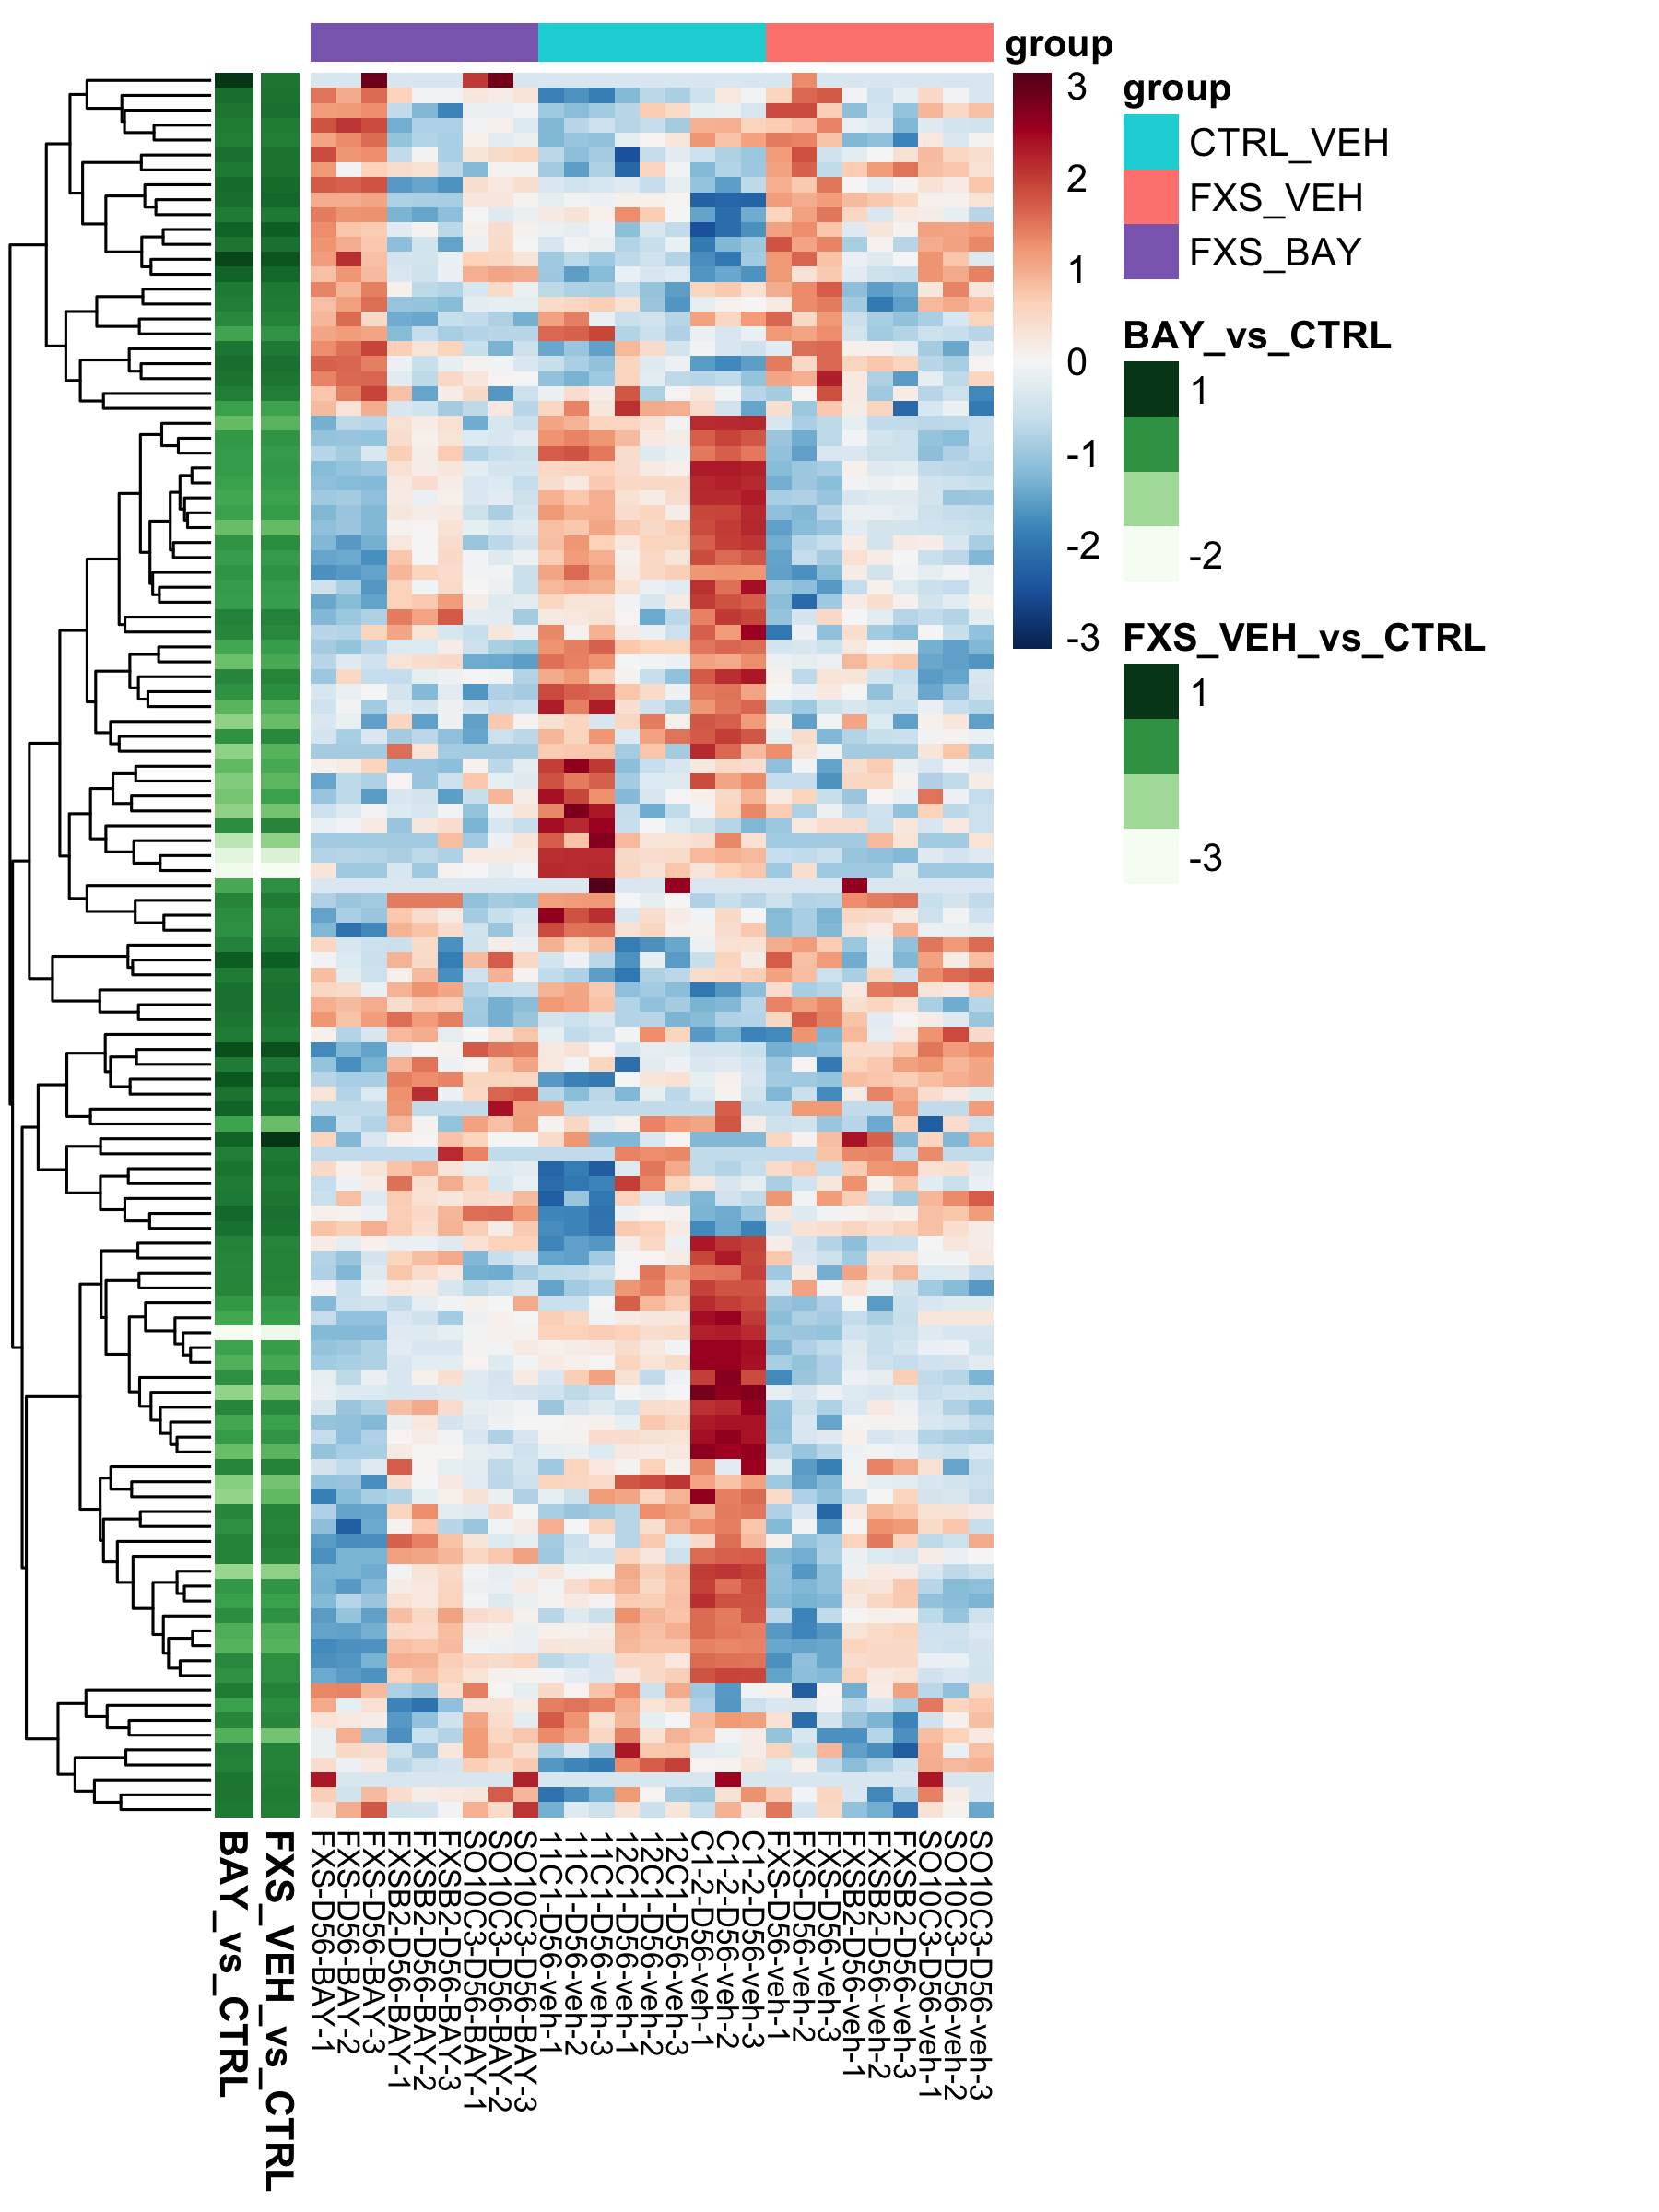 group
3
2
1
0
-1
-2
-3
group
CTRL_VEH
FXS_VEH
FXS_BAY
BAY_vs_CTRL
1
-2
FXS_VEH_vs_CTRL
1
-3
BAY_vs_CTRL
FXS_VEH_vs_CTRL
FXS-D56-BAY-1
FXS-D56-BAY-2
FXS-D56-BAY-3
FXSB2-D56-BAY-1
FXSB2-D56-BAY-2
FXSB2-D56-BAY-3
SO10C3-D56-BAY-1
SO10C3-D56-BAY-2
SO10C3-D56-BAY-3
11C1-D56-veh-1
11C1-D56-veh-2
11C1-D56-veh-3
12C1-D56-veh-1
12C1-D56-veh-2
12C1-D56-veh-3
C1-2-D56-veh-1
C1-2-D56-veh-2
C1-2-D56-veh-3
FXS-D56-veh-1
FXS-D56-veh-2
FXS-D56-veh-3
FXSB2-D56-veh-1
FXSB2-D56-veh-2
FXSB2-D56-veh-3
SO10C3-D56-veh-1
SO10C3-D56-veh-2
SO10C3-D56-veh-3